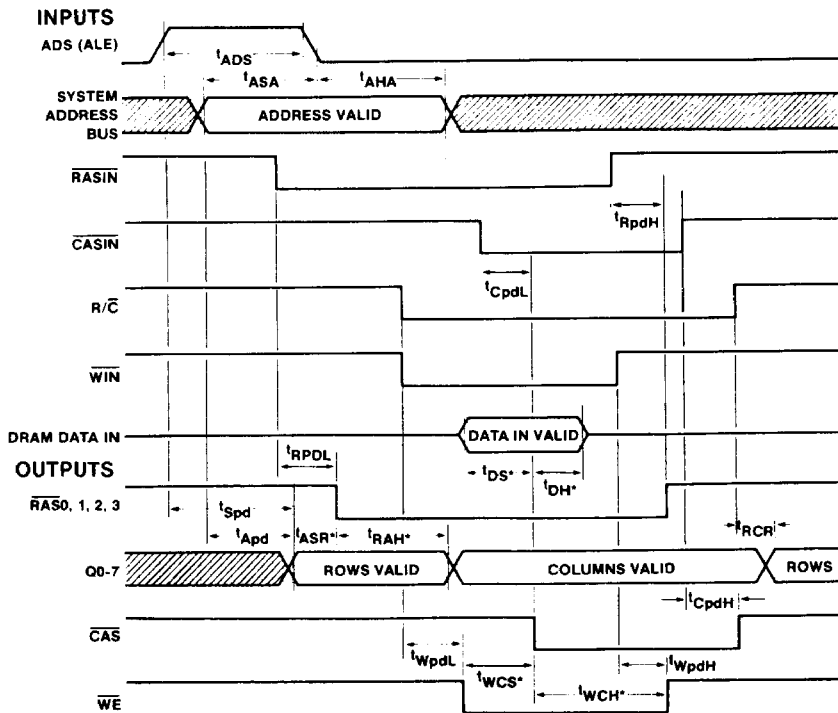 INPUTS
ADS (ALE)
tADS
tASA
tAHA
SYSTEM
ADDRESS
BUS
ADDRESS VALID
RASIN
tRpdH
CASIN
tCpdL
R/C
WIN
DRAM DATA IN
DATA IN VALID
tRPDL
tDS*
tDH*
OUTPUTS
RAS0, 1, 2, 3
tSpd
tApd
tASR*
tRAH*
tRCR
Q0-7
ROWS VALID
COLUMNS VALID
ROWS
tCpdH
CAS
tWpdL
tWCS*
tWpdH
tWCH*
WE